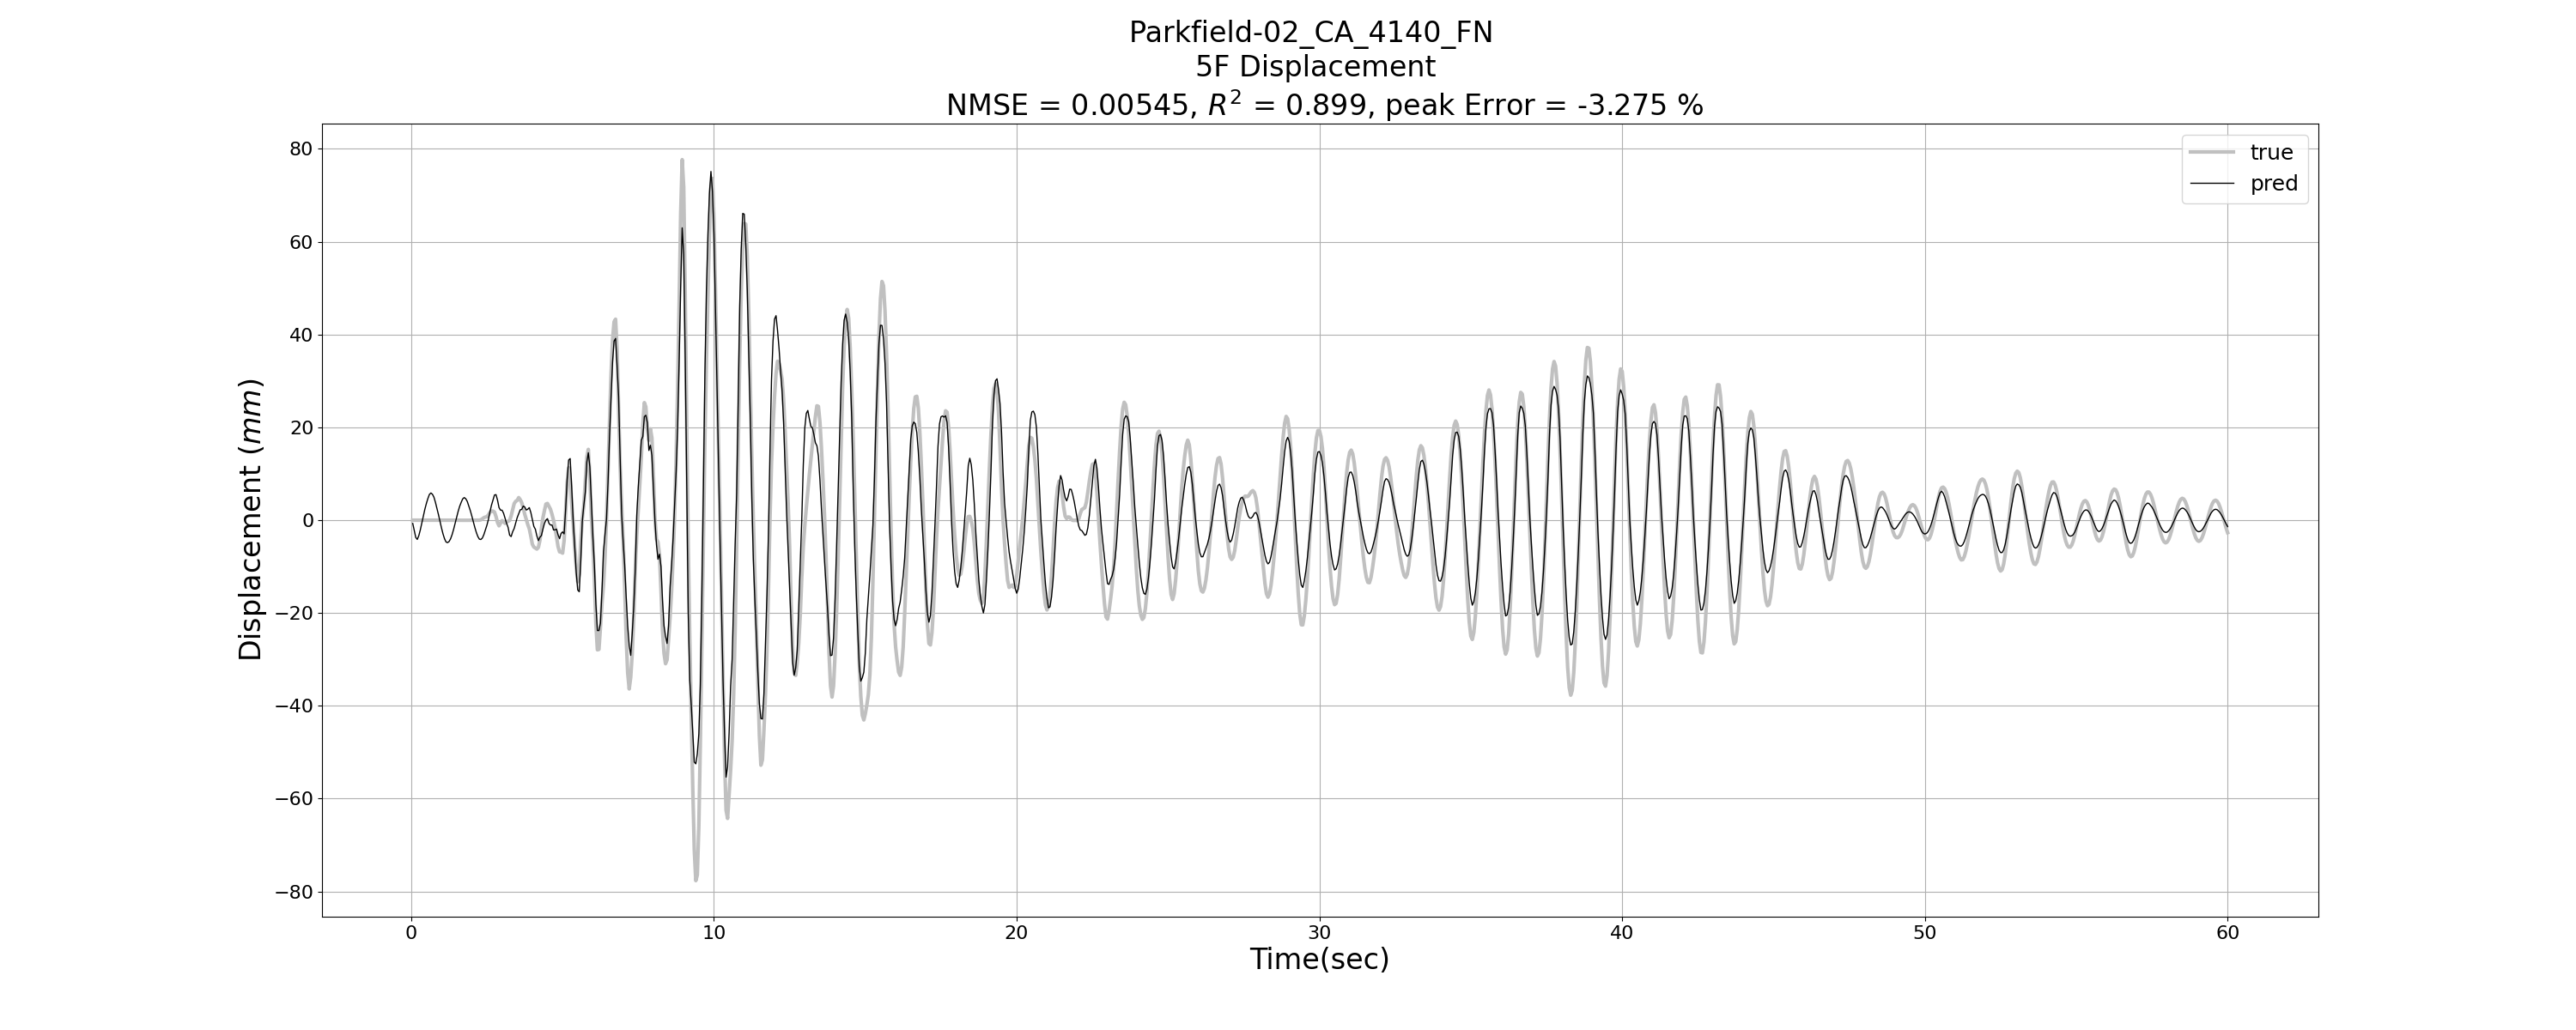 Parkfield-02_CA_4140_FN
5F Displacement
NMSE = 0.00545, R² = 0.899, peak Error = -3.275 %
true
pred
Displacement (mm)
80
60
40
20
0
−20
−40
−60
−80
0 10 20 30 40 50 60
Time(sec)